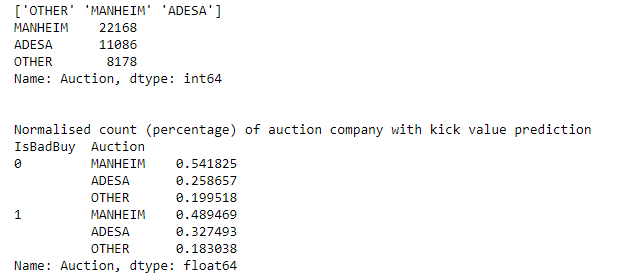 ['OTHER' 'MANHEIM' 'ADESA']
MANHEIM    22168
ADESA      11086
OTHER       8178
Name: Auction, dtype: int64
Normalised count (percentage) of auction company with kick value prediction
IsBadBuy  Auction
0         MANHEIM    0.541825
          ADESA      0.258657
          OTHER      0.199518
1         MANHEIM    0.489469
          ADESA      0.327493
          OTHER      0.183038
Name: Auction, dtype: float64